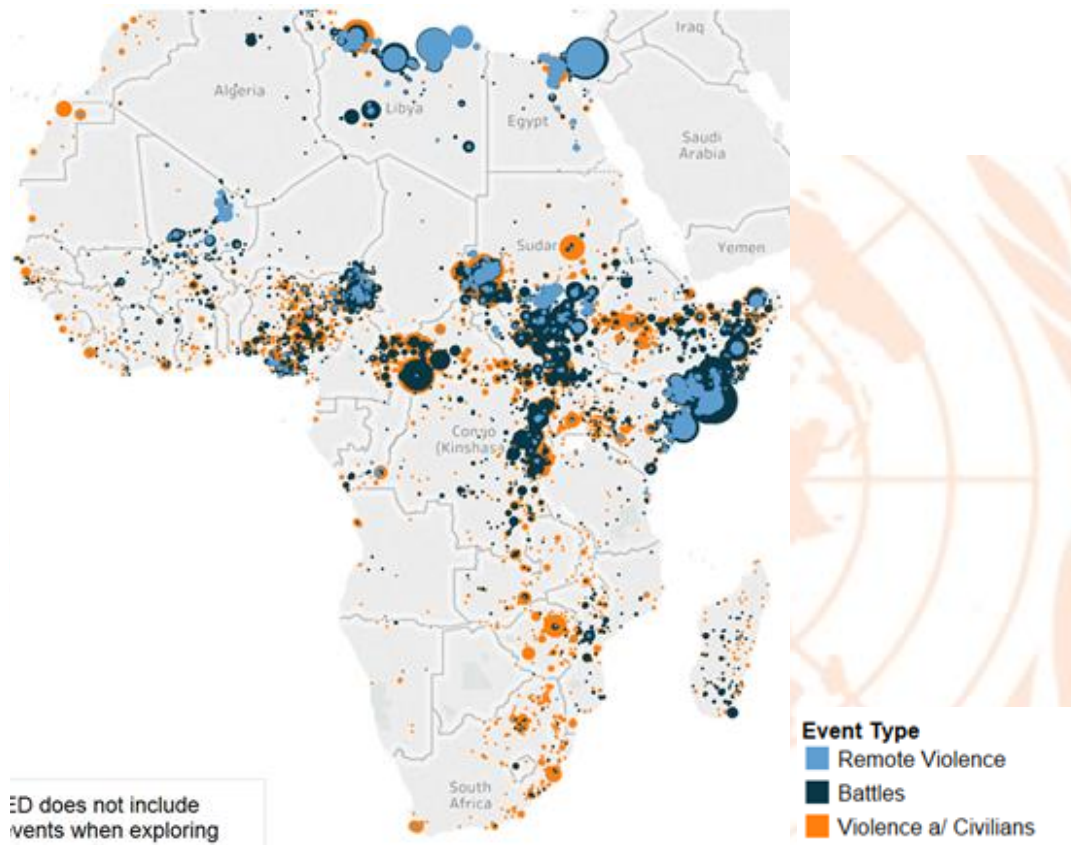 Iraq
Algeria
Libya
Egypt
Saudi
Arabia
Sudar
Yemen
Congo
(Kinshasa
South
Africa
ED does not include
vents when exploring
Event Type
Remote Violence
Battles
Violence a/ Civilians